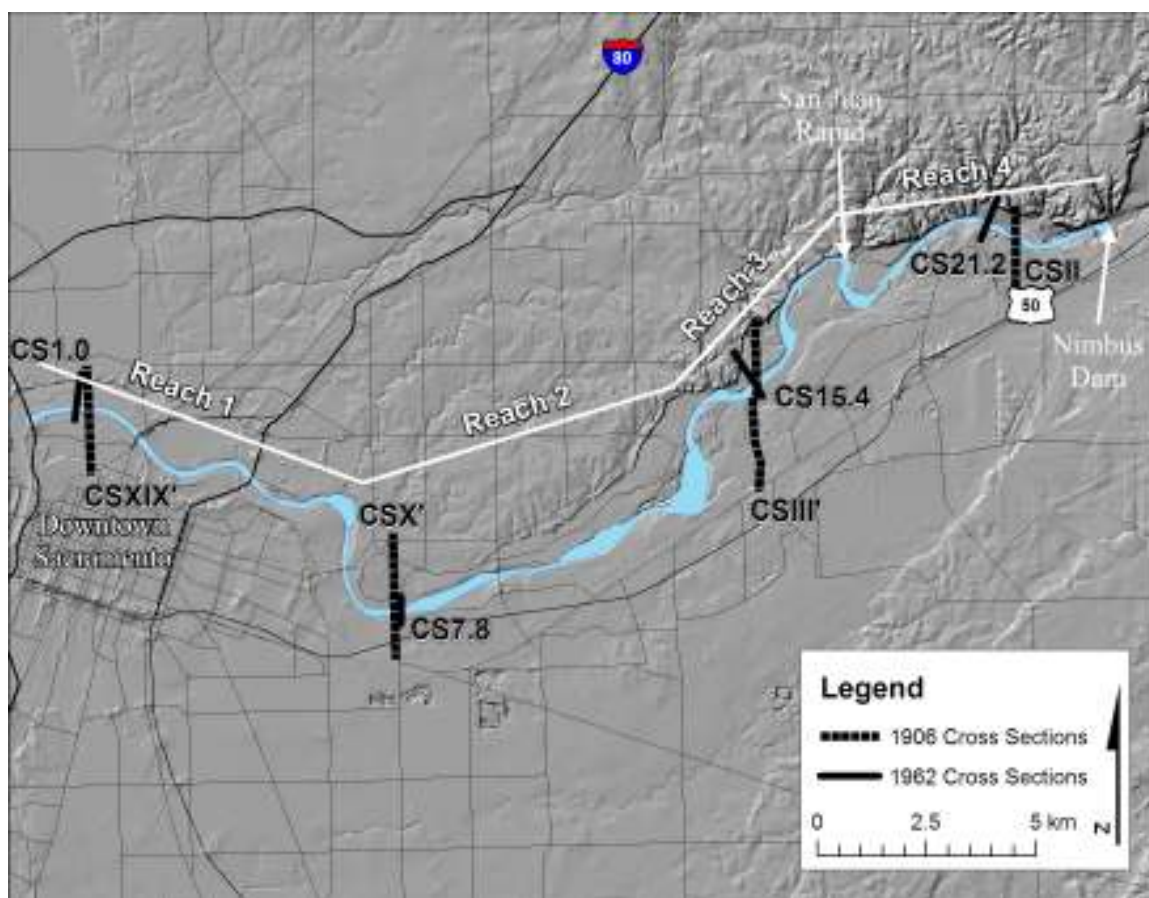 80
San Juan
Rapid
Reach 4
CS21.2
CSII
50
Nimbus
Dam
Reach 3
CS1.0
Reach 1
Reach 2
CS15.4
CSXIX'
Downtown
Sacramento
CSX'
CSIII'
CS7.8
Legend
1906 Cross Sections
1962 Cross Sections
0 2.5 5 km
N